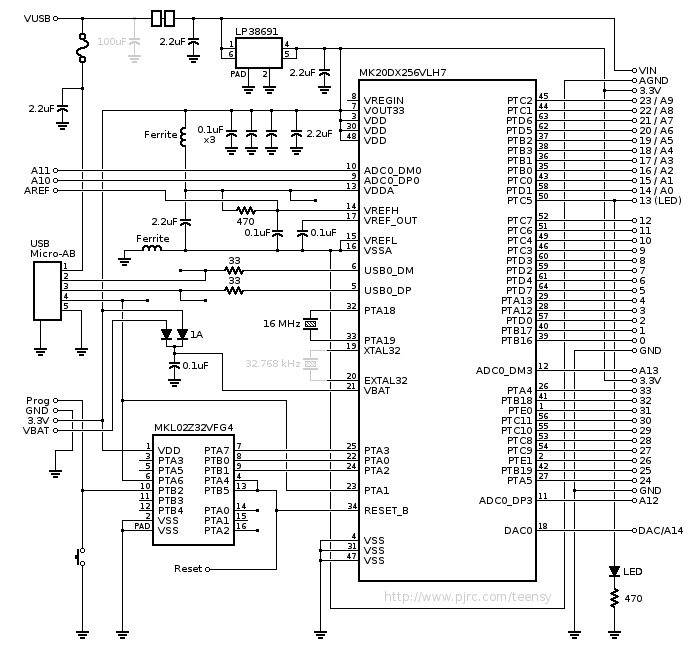 VUSB
100uF
2.2uF
LP38691
1 4
6 5
PAD 2
2.2uF
2.2uF
MK20DX256VLH7
Ferrite
0.1uF
x3
2.2uF
8 VREGIN
7 VOUT33
3 VDD
30 VDD
48 VDD
A11
A10
AREF
10 ADC0_DM0
9 ADC0_DP0
13 VDDA
470
14 VREFH
17 VREF_OUT
2.2uF
0.1uF
0.1uF
Ferrite
15 VREFL
16 VSSA
USB
Micro-AB
1
2
3
4
5
33
6 USB0_DM
33
5 USB0_DP
16 MHz
32 PTA18
33 PTA19
1A
0.1uF
32.768 kHz
19 XTAL32
20 EXTAL32
21 VBAT
Prog
GND
3.3V
VBAT
MKL02Z32VFG4
1 VDD PTA7 7
3 PTA3 PTB0 8
5 PTA5 PTB1 9
6 PTA6 PTA4 4
10 PTB2 PTB5 13
11 PTB3
12 PTB4 PTA0 14
2 VSS PTA1 15
PAD VSS PTA2 16
Reset
25 PTA3
22 PTA0
24 PTA2
23 PTA1
34 RESET_B
4 VSS
31 VSS
47 VSS
VIN
AGND
3.3V
PTC2 45 23 / A9
PTC1 44 22 / A8
PTD6 63 21 / A7
PTD5 62 20 / A6
PTB2 37 19 / A5
PTB3 38 18 / A4
PTB1 36 17 / A3
PTB0 35 16 / A2
PTC0 43 15 / A1
PTD1 58 14 / A0
PTC5 50 13 (LED)
PTC7 52 12
PTC6 51 11
PTC4 49 10
PTC3 46 9
PTD3 60 8
PTD2 59 7
PTD4 61 6
PTD7 64 5
PTA13 29 4
PTA12 28 3
PTD0 57 2
PTB17 40 1
PTB16 39 0
GND
ADC0_DM3 12 A13
3.3V
PTA4 26 33
PTB18 41 32
PTE0 1 31
PTC11 56 30
PTC10 55 29
PTC8 53 28
PTC9 54 27
PTE1 2 26
PTB19 42 25
PTA5 27 24
GND
ADC0_DP3 11 A12
DAC0 18 DAC/A14
LED
470
http://www.pjrc.com/teensy